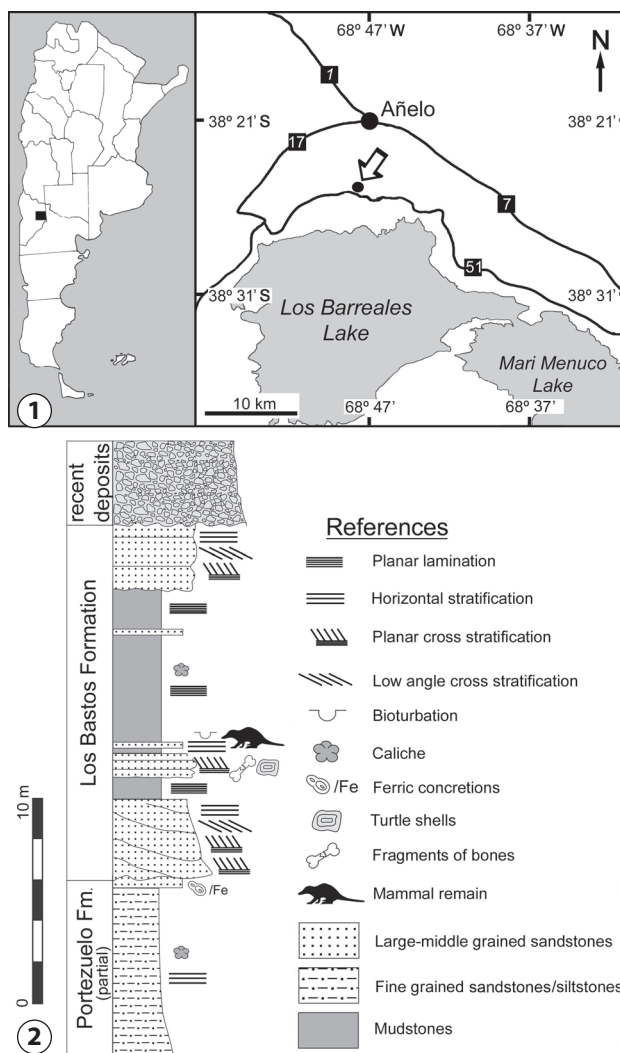 68º 47' W 68º 37' W
N
1
Añelo
38º 21' S 38º 21'
17
7
51
38º 31' S 38º 31'
Los Barreales
Lake
Mari Menuco
Lake
10 km
68º 47' 68º 37'
1
recent
deposits
Los Bastos Formation
Portezuelo Fm.
(partial)
10 m
0
/Fe
2
References
Planar lamination
Horizontal stratification
Planar cross stratification
Low angle cross stratification
Bioturbation
Caliche
/Fe Ferric concretions
Turtle shells
Fragments of bones
Mammal remain
Large-middle grained sandstones
Fine grained sandstones/siltstones
Mudstones